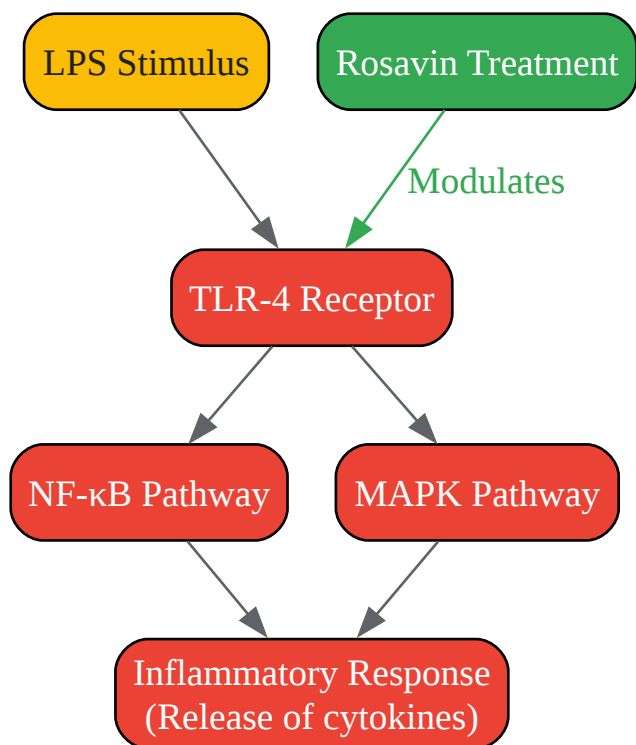 LPS Stimulus
Rosavin Treatment
Modulates
TLR-4 Receptor
NF-κB Pathway
MAPK Pathway
Inflammatory Response
(Release of cytokines)